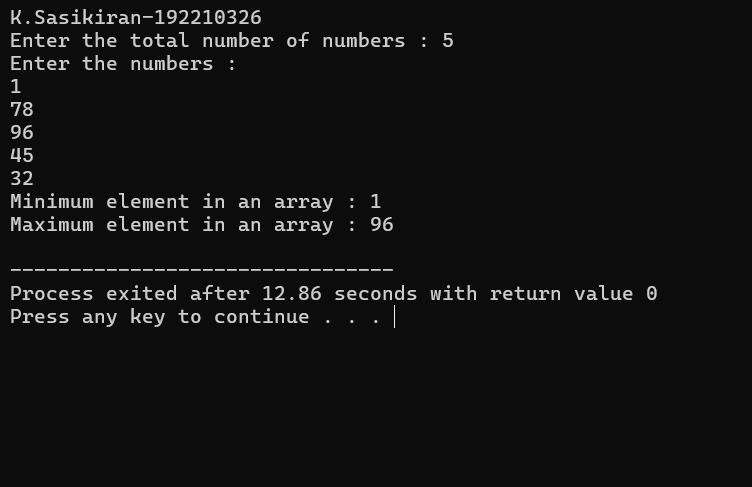 K.Sasikiran-192210326
Enter the total number of numbers : 5
Enter the numbers :
1
78
96
45
32
Minimum element in an array : 1
Maximum element in an array : 96
--------------------------------
Process exited after 12.86 seconds with return value 0
Press any key to continue . . .